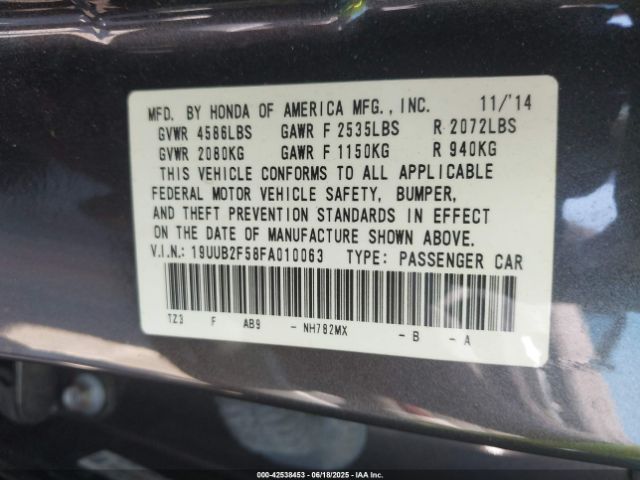 MFD. BY HONDA OF AMERICA MFG., INC. 11/'14
GVWR 4586LBS GAWR F 2535LBS R 2072LBS
GVWR 2080KG GAWR F 1150KG R 940KG
THIS VEHICLE CONFORMS TO ALL APPLICABLE
FEDERAL MOTOR VEHICLE SAFETY, BUMPER,
AND THEFT PREVENTION STANDARDS IN EFFECT
ON THE DATE OF MANUFACTURE SHOWN ABOVE.
V.I.N.: 19UUB2F58FA010063 TYPE: PASSENGER CAR
TZ3 F AB9 - NH782MX - B - A
000-42538453 - 06/18/2025 - IAA Inc.